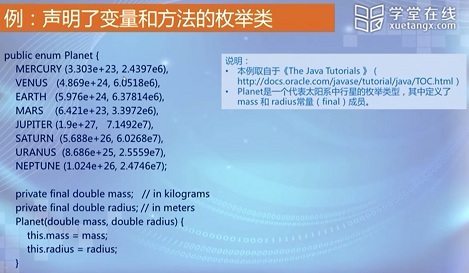 例：声明了变量和方法的枚举类
学堂在线
xuetangx.com
public enum Planet {
MERCURY (3.303e+23, 2.4397e6),
VENUS (4.869e+24, 6.0518e6),
EARTH (5.976e+24, 6.37814e6),
MARS (6.421e+23, 3.3972e6),
JUPITER (1.9e+27, 7.1492e7),
SATURN (5.688e+26, 6.0268e7),
URANUS (8.686e+25, 2.5559e7),
NEPTUNE (1.024e+26, 2.4746e7);
private final double mass; // in kilograms
private final double radius; // in meters
Planet(double mass, double radius) {
this.mass = mass;
this.radius = radius;
}
说明：
• 本例取自于《The Java Tutorials 》（
http://docs.oracle.com/javase/tutorial/java/TOC.html）
• Planet是一个代表太阳系中行星的枚举类型，其中定义了
mass 和 radius常量（final）成员。